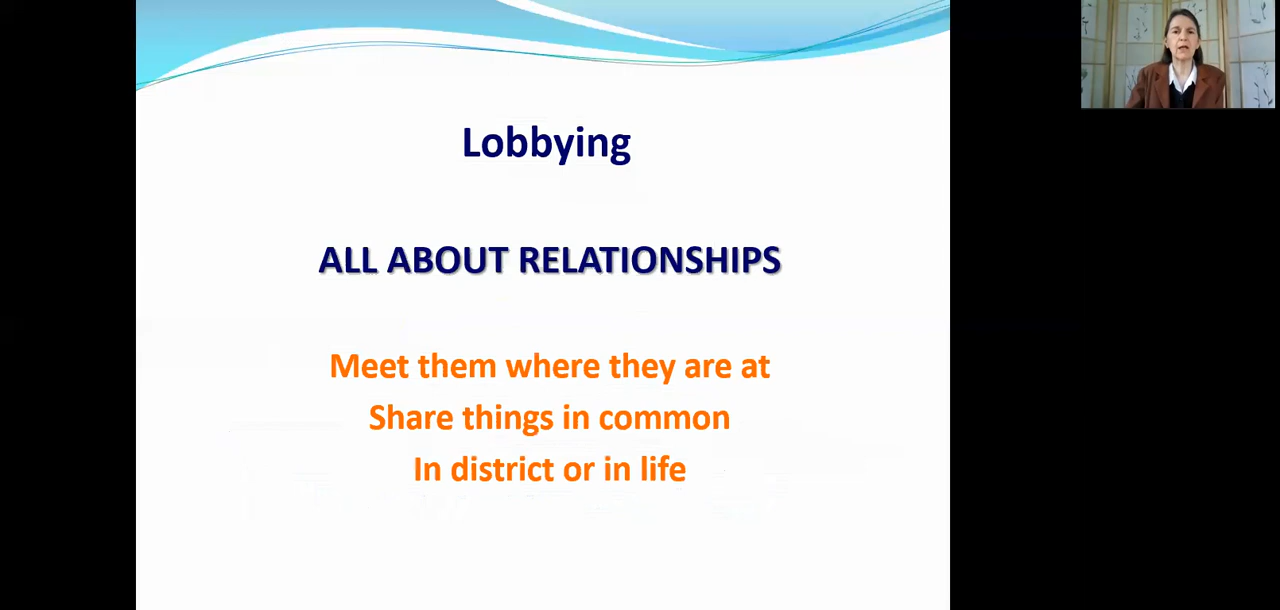 Lobbying
ALL ABOUT RELATIONSHIPS
Meet them where they are at
Share things in common
In district or in life